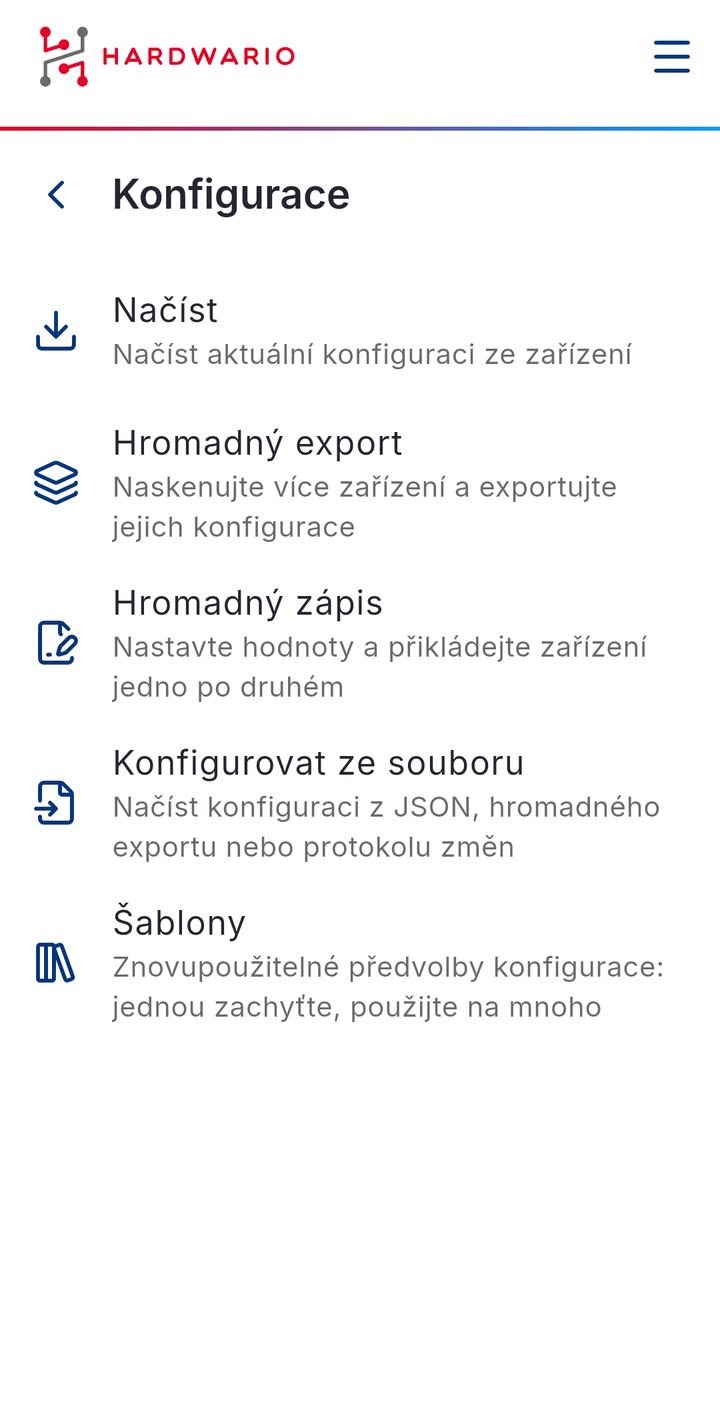 HARDWARIO
Konfigurace
Načíst
Načíst aktuální konfiguraci ze zařízení
Hromadný export
Naskenujte více zařízení a exportujte
jejich konfigurace
Hromadný zápis
Nastavte hodnoty a přikládejte zařízení
jedno po druhém
Konfigurovat ze souboru
Načíst konfiguraci z JSON, hromadného
exportu nebo protokolu změn
Šablony
Znovupoužitelné předvolby konfigurace:
jednou zachyťte, použijte na mnoho